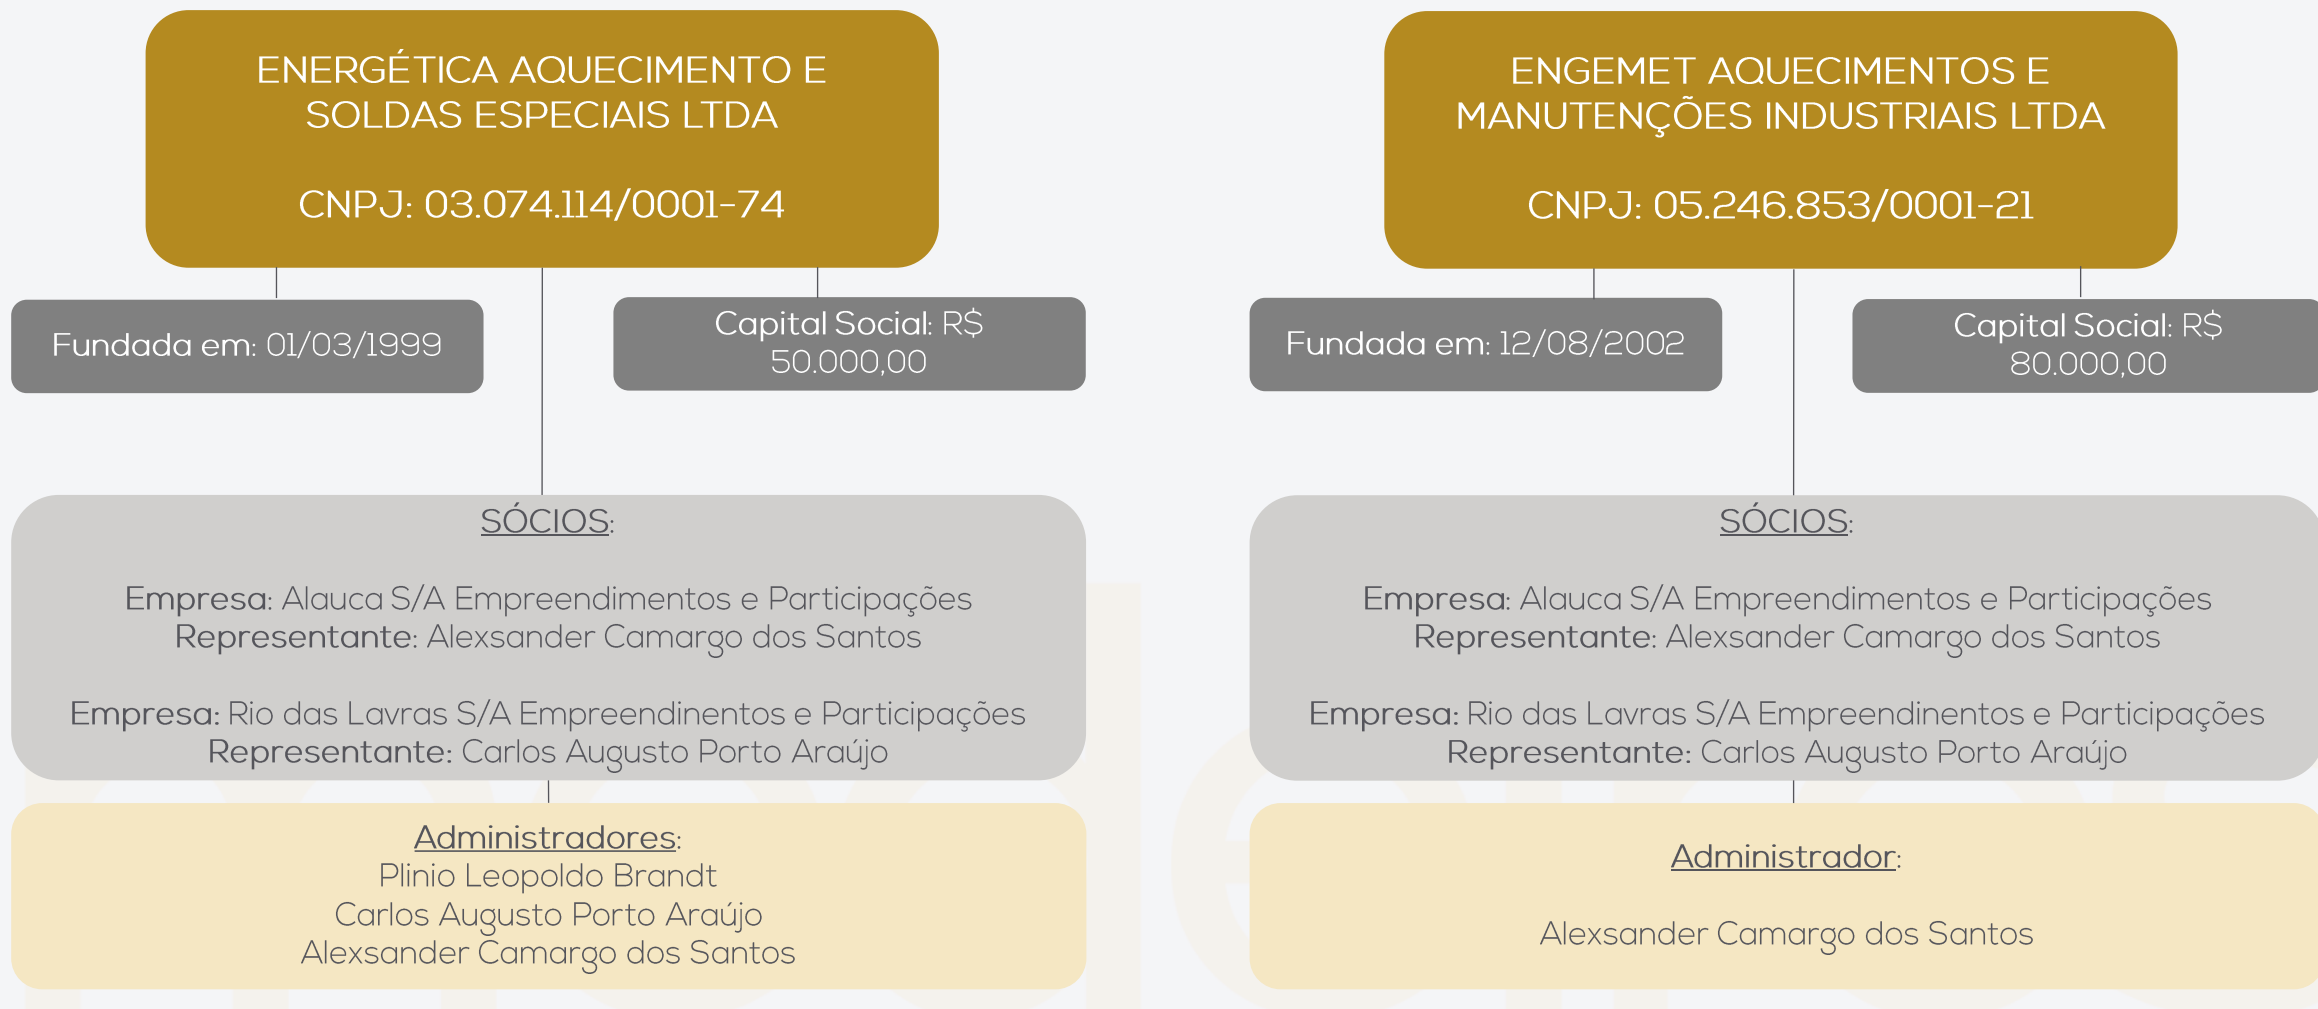 ENERGÉTICA AQUECIMENTO E
SOLDAS ESPECIAIS LTDA
CNPJ: 03.074.114/0001-74
Fundada em: 01/03/1999
Capital Social: R$
50.000,00
SÓCIOS:
Empresa: Alauca S/A Empreendimentos e Participações
Representante: Alexsander Camargo dos Santos
Empresa: Rio das Lavras S/A Empreendinentos e Participações
Representante: Carlos Augusto Porto Araújo
Administradores:
Plinio Leopoldo Brandt
Carlos Augusto Porto Araújo
Alexsander Camargo dos Santos
ENGEMET AQUECIMENTOS E
MANUTENÇÕES INDUSTRIAIS LTDA
CNPJ: 05.246.853/0001-21
Fundada em: 12/08/2002
Capital Social: R$
80.000,00
SÓCIOS:
Empresa: Alauca S/A Empreendimentos e Participações
Representante: Alexsander Camargo dos Santos
Empresa: Rio das Lavras S/A Empreendinentos e Participações
Representante: Carlos Augusto Porto Araújo
Administrador:
Alexsander Camargo dos Santos